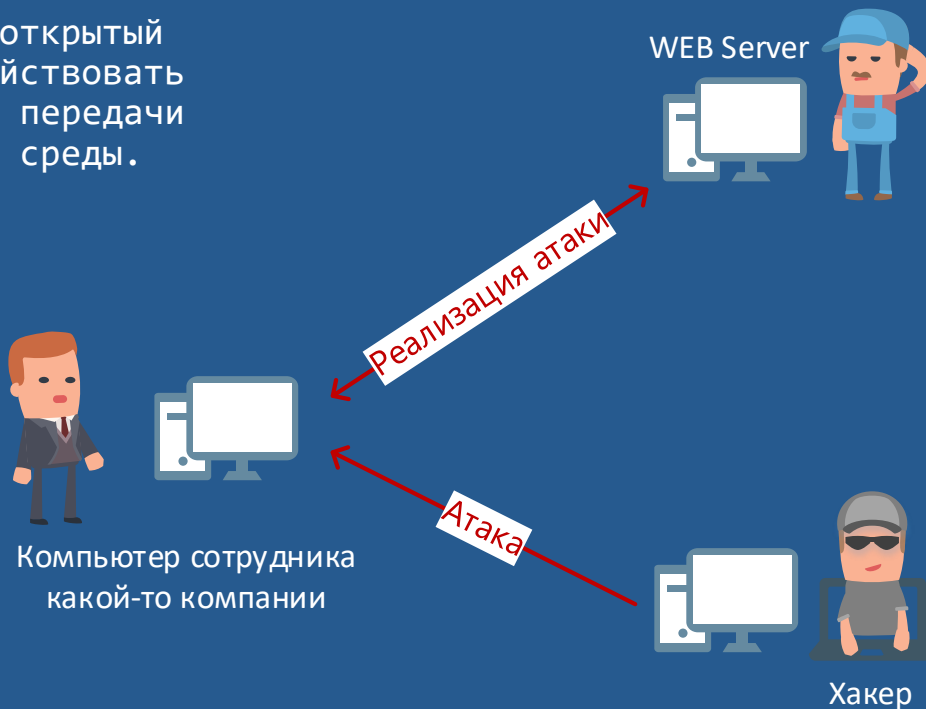 открытый
йствовать
передачи
среды.
WEB Server
Реализация атаки
Атака
Компьютер сотрудника
какой-то компании
Хакер